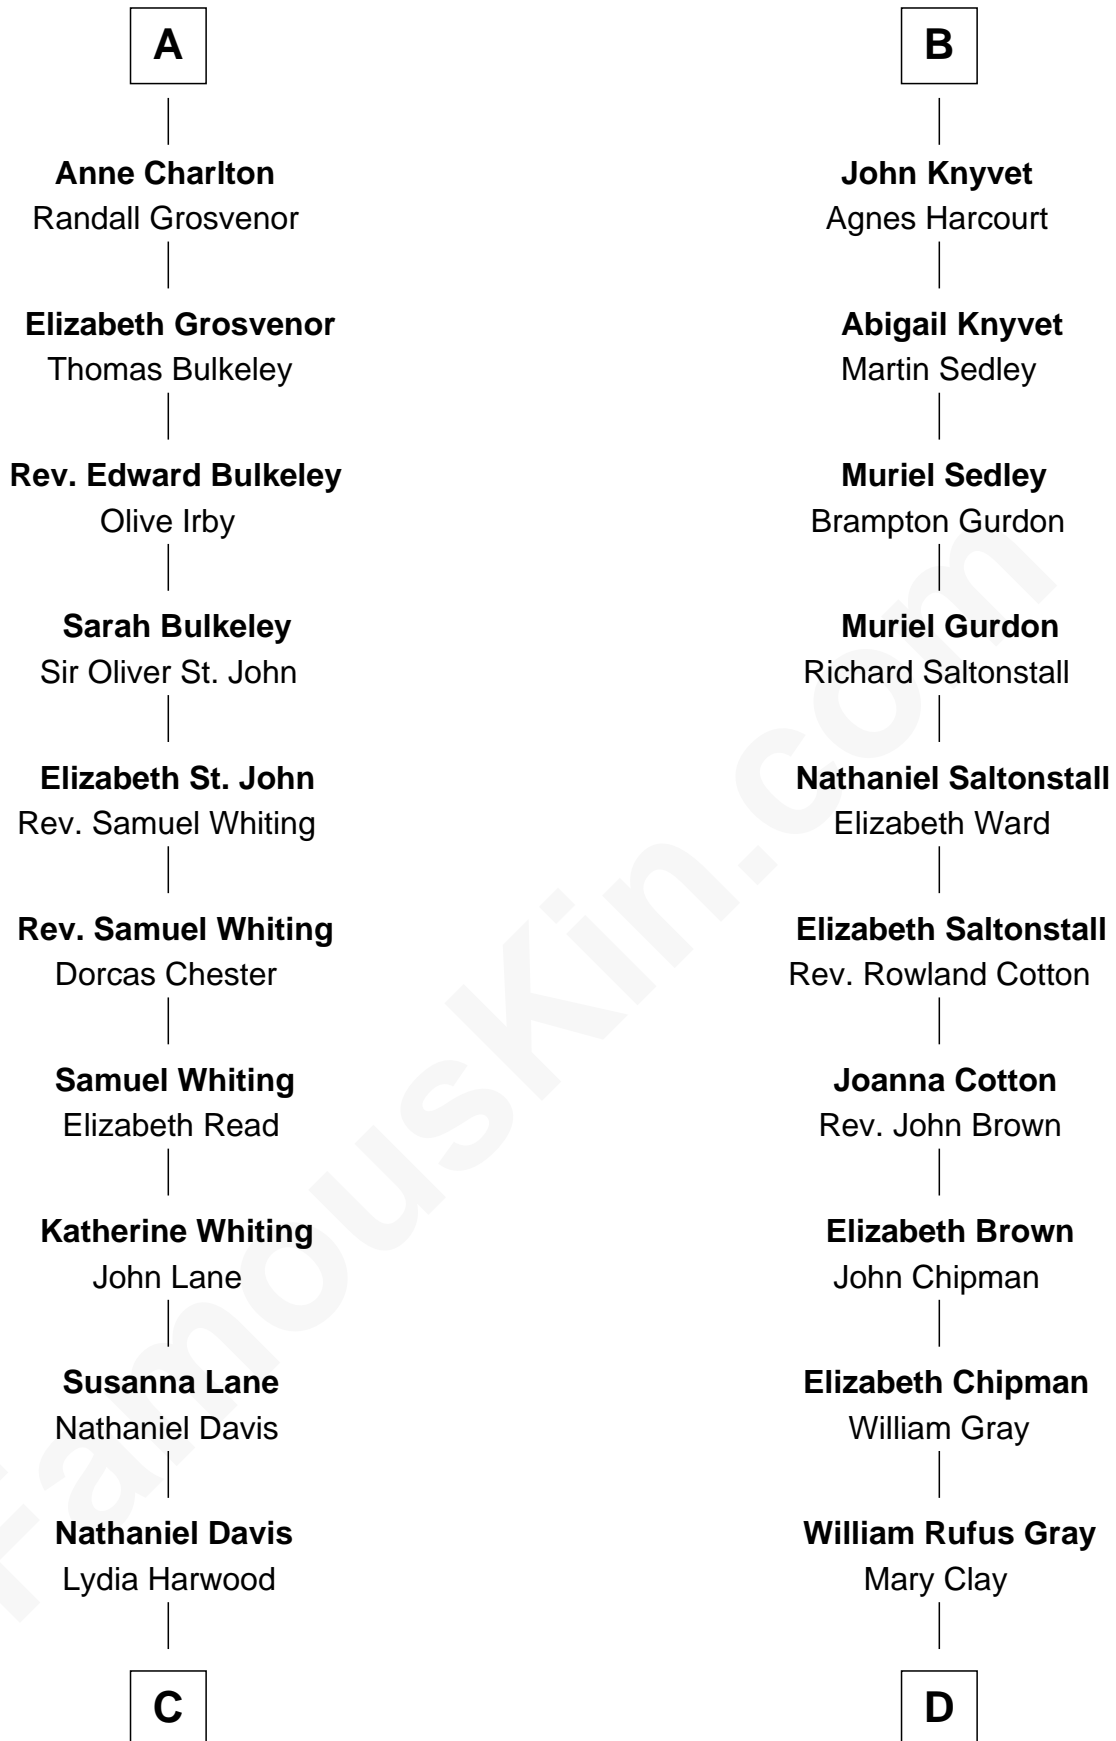 A
Anne Charlton
Randall Grosvenor
Elizabeth Grosvenor
Thomas Bulkeley
Rev. Edward Bulkeley
Olive Irby
Sarah Bulkeley
Sir Oliver St. John
Elizabeth St. John
Rev. Samuel Whiting
Rev. Samuel Whiting
Dorcas Chester
Samuel Whiting
Elizabeth Read
Katherine Whiting
John Lane
Susanna Lane
Nathaniel Davis
Nathaniel Davis
Lydia Harwood
C
B
John Knyvet
Agnes Harcourt
Abigail Knyvet
Martin Sedley
Muriel Sedley
Brampton Gurdon
Muriel Gurdon
Richard Saltonstall
Nathaniel Saltonstall
Elizabeth Ward
Elizabeth Saltonstall
Rev. Rowland Cotton
Joanna Cotton
Rev. John Brown
Elizabeth Brown
John Chipman
Elizabeth Chipman
William Gray
William Rufus Gray
Mary Clay
D
FamousKin.com